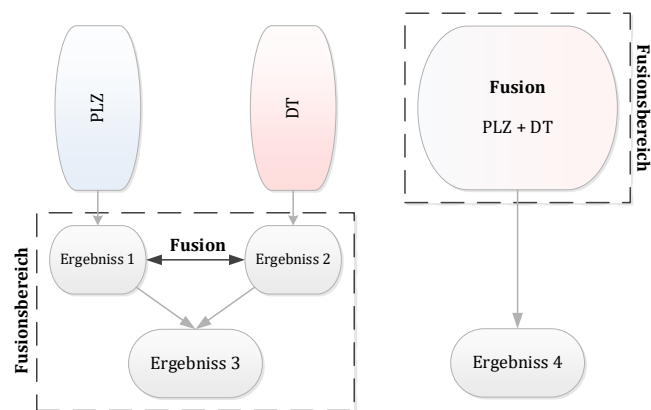 PLZ
DT
Fusionsbereich
Ergebniss 1
Fusion
Ergebniss 2
Ergebniss 3
Fusion
PLZ + DT
Fusionsbereich
Ergebniss 4